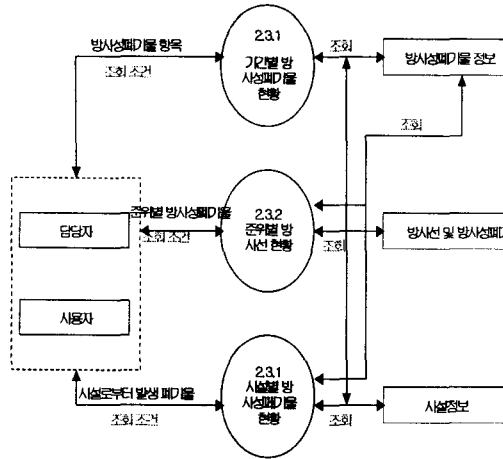 방사성폐기물 항목
조회 조건
2.3.1
기간별 방
사성폐기물
현황
조회
방사성폐기물 정보
조회
담당자
사용자
준위별 방사성폐기물
조회 조건
2.3.2
준위별 방
사선 현황
조회
방사선 및 방사성폐기
시설로부터 발생 폐기물
조회 조건
2.3.1
시설별 방
사성폐기물
현황
조회
시설정보